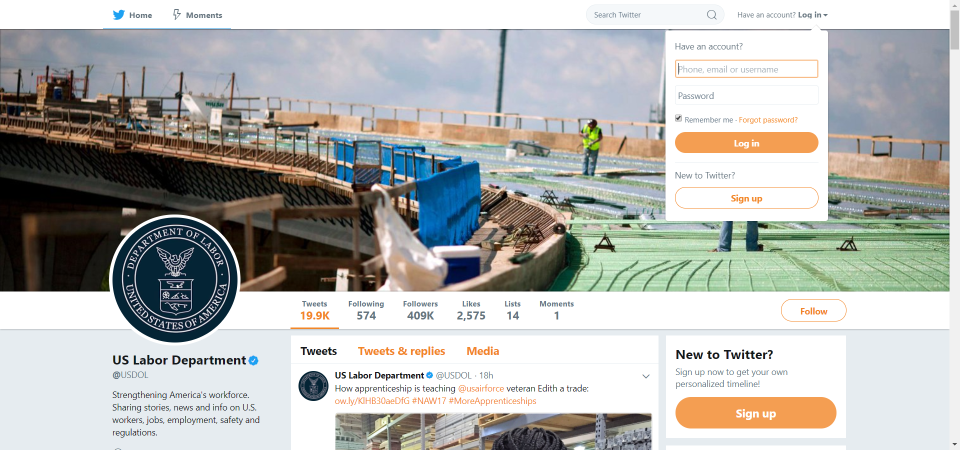 Home
Moments
Search Twitter
Have an account? Log in
Have an account?
Phone, email or username
Password
Remember me · Forgot password?
Log in
New to Twitter?
Sign up
DEPARTMENT OF LABOR
UNITED STATES OF AMERICA
Tweets
19.9K
Following
574
Followers
409K
Likes
2,575
Lists
14
Moments
1
Follow
US Labor Department
@USDOL
Strengthening America's workforce.
Sharing stories, news and info on U.S.
workers, jobs, employment, safety and
regulations.
Tweets
Tweets & replies
Media
US Labor Department @USDOL · 18h
How apprenticeship is teaching @usairforce veteran Edith a trade:
ow.ly/KlHB30aeDfG #NAW17 #MoreApprenticeships
New to Twitter?
Sign up now to get your own
personalized timeline!
Sign up